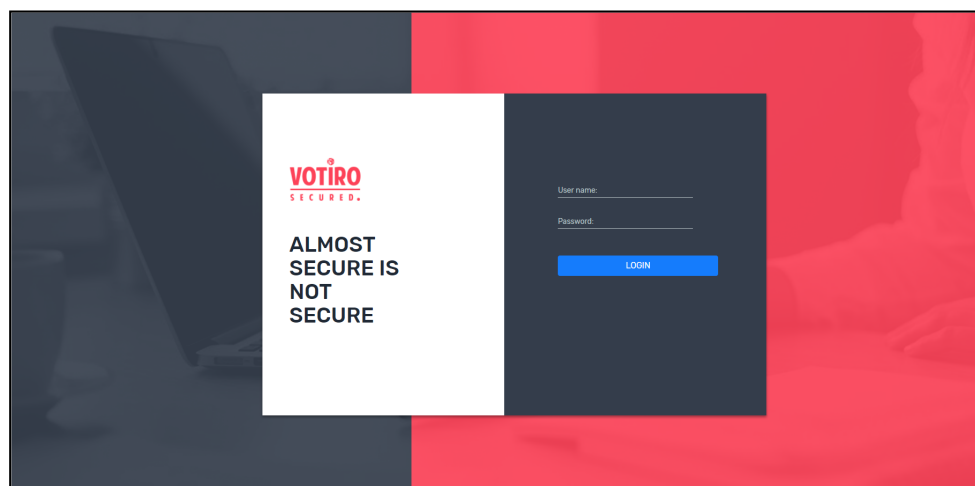 VOTIRO
SECURED.
ALMOST
SECURE IS
NOT
SECURE
User name:
Password:
LOGIN